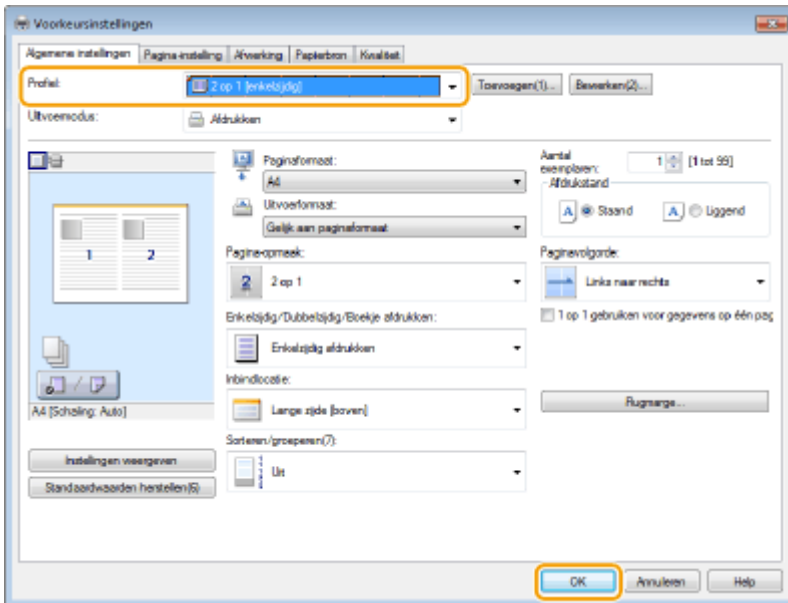 Voorkeursinstellingen
Algemene instellingen Pagina-instelling Afwerking Papierbron Kwaliteit
Profiel: 2 op 1 [enkelzijdig] Toevoegen(1)... Bewerken(2)...
Uitvoermodus: Afdrukken
Paginaformaat:
A4
Uitvoerformaat:
Gelijk aan paginaformaat
Aantal exemplaren: 1 [1 tot 99]
Afdrukstand
A Staand A Liggend
1 2
Pagina-opmaak:
2 2 op 1
Paginavolgorde:
Links naar rechts
1 op 1 gebruiken voor gegevens op één pag
Enkelzijdig/Dubbelzijdig/Boekje afdrukken:
Enkelzijdig afdrukken
Inbindlocatie:
Lange zijde [boven]
Rugmarge...
A4 [Schaling: Auto]
Sorteren/groeperen(7):
Uit
Instellingen weergeven
Standaardwaarden herstellen(6)
OK Annuleren Help